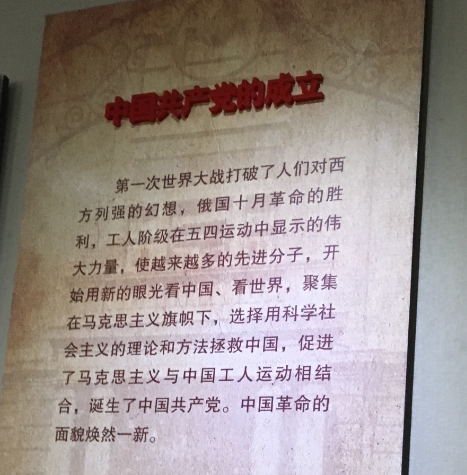 中国共产党的成立
第一次世界大战打破了人们对西
方列强的幻想，俄国十月革命的胜
利，工人阶级在五四运动中显示的伟
大力量，使越来越多的先进分子，开
始用新的眼光看中国、看世界，聚集
在马克思主义旗帜下，选择用科学社
会主义的理论和方法拯救中国，促进
了马克思主义与中国工人运动相结
合，诞生了中国共产党。中国革命的
面貌焕然一新。